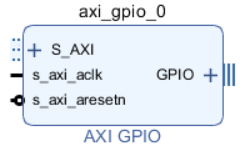 axi_gpio_0
S_AXI
s_axi_aclk GPIO
s_axi_aresetn
AXI GPIO